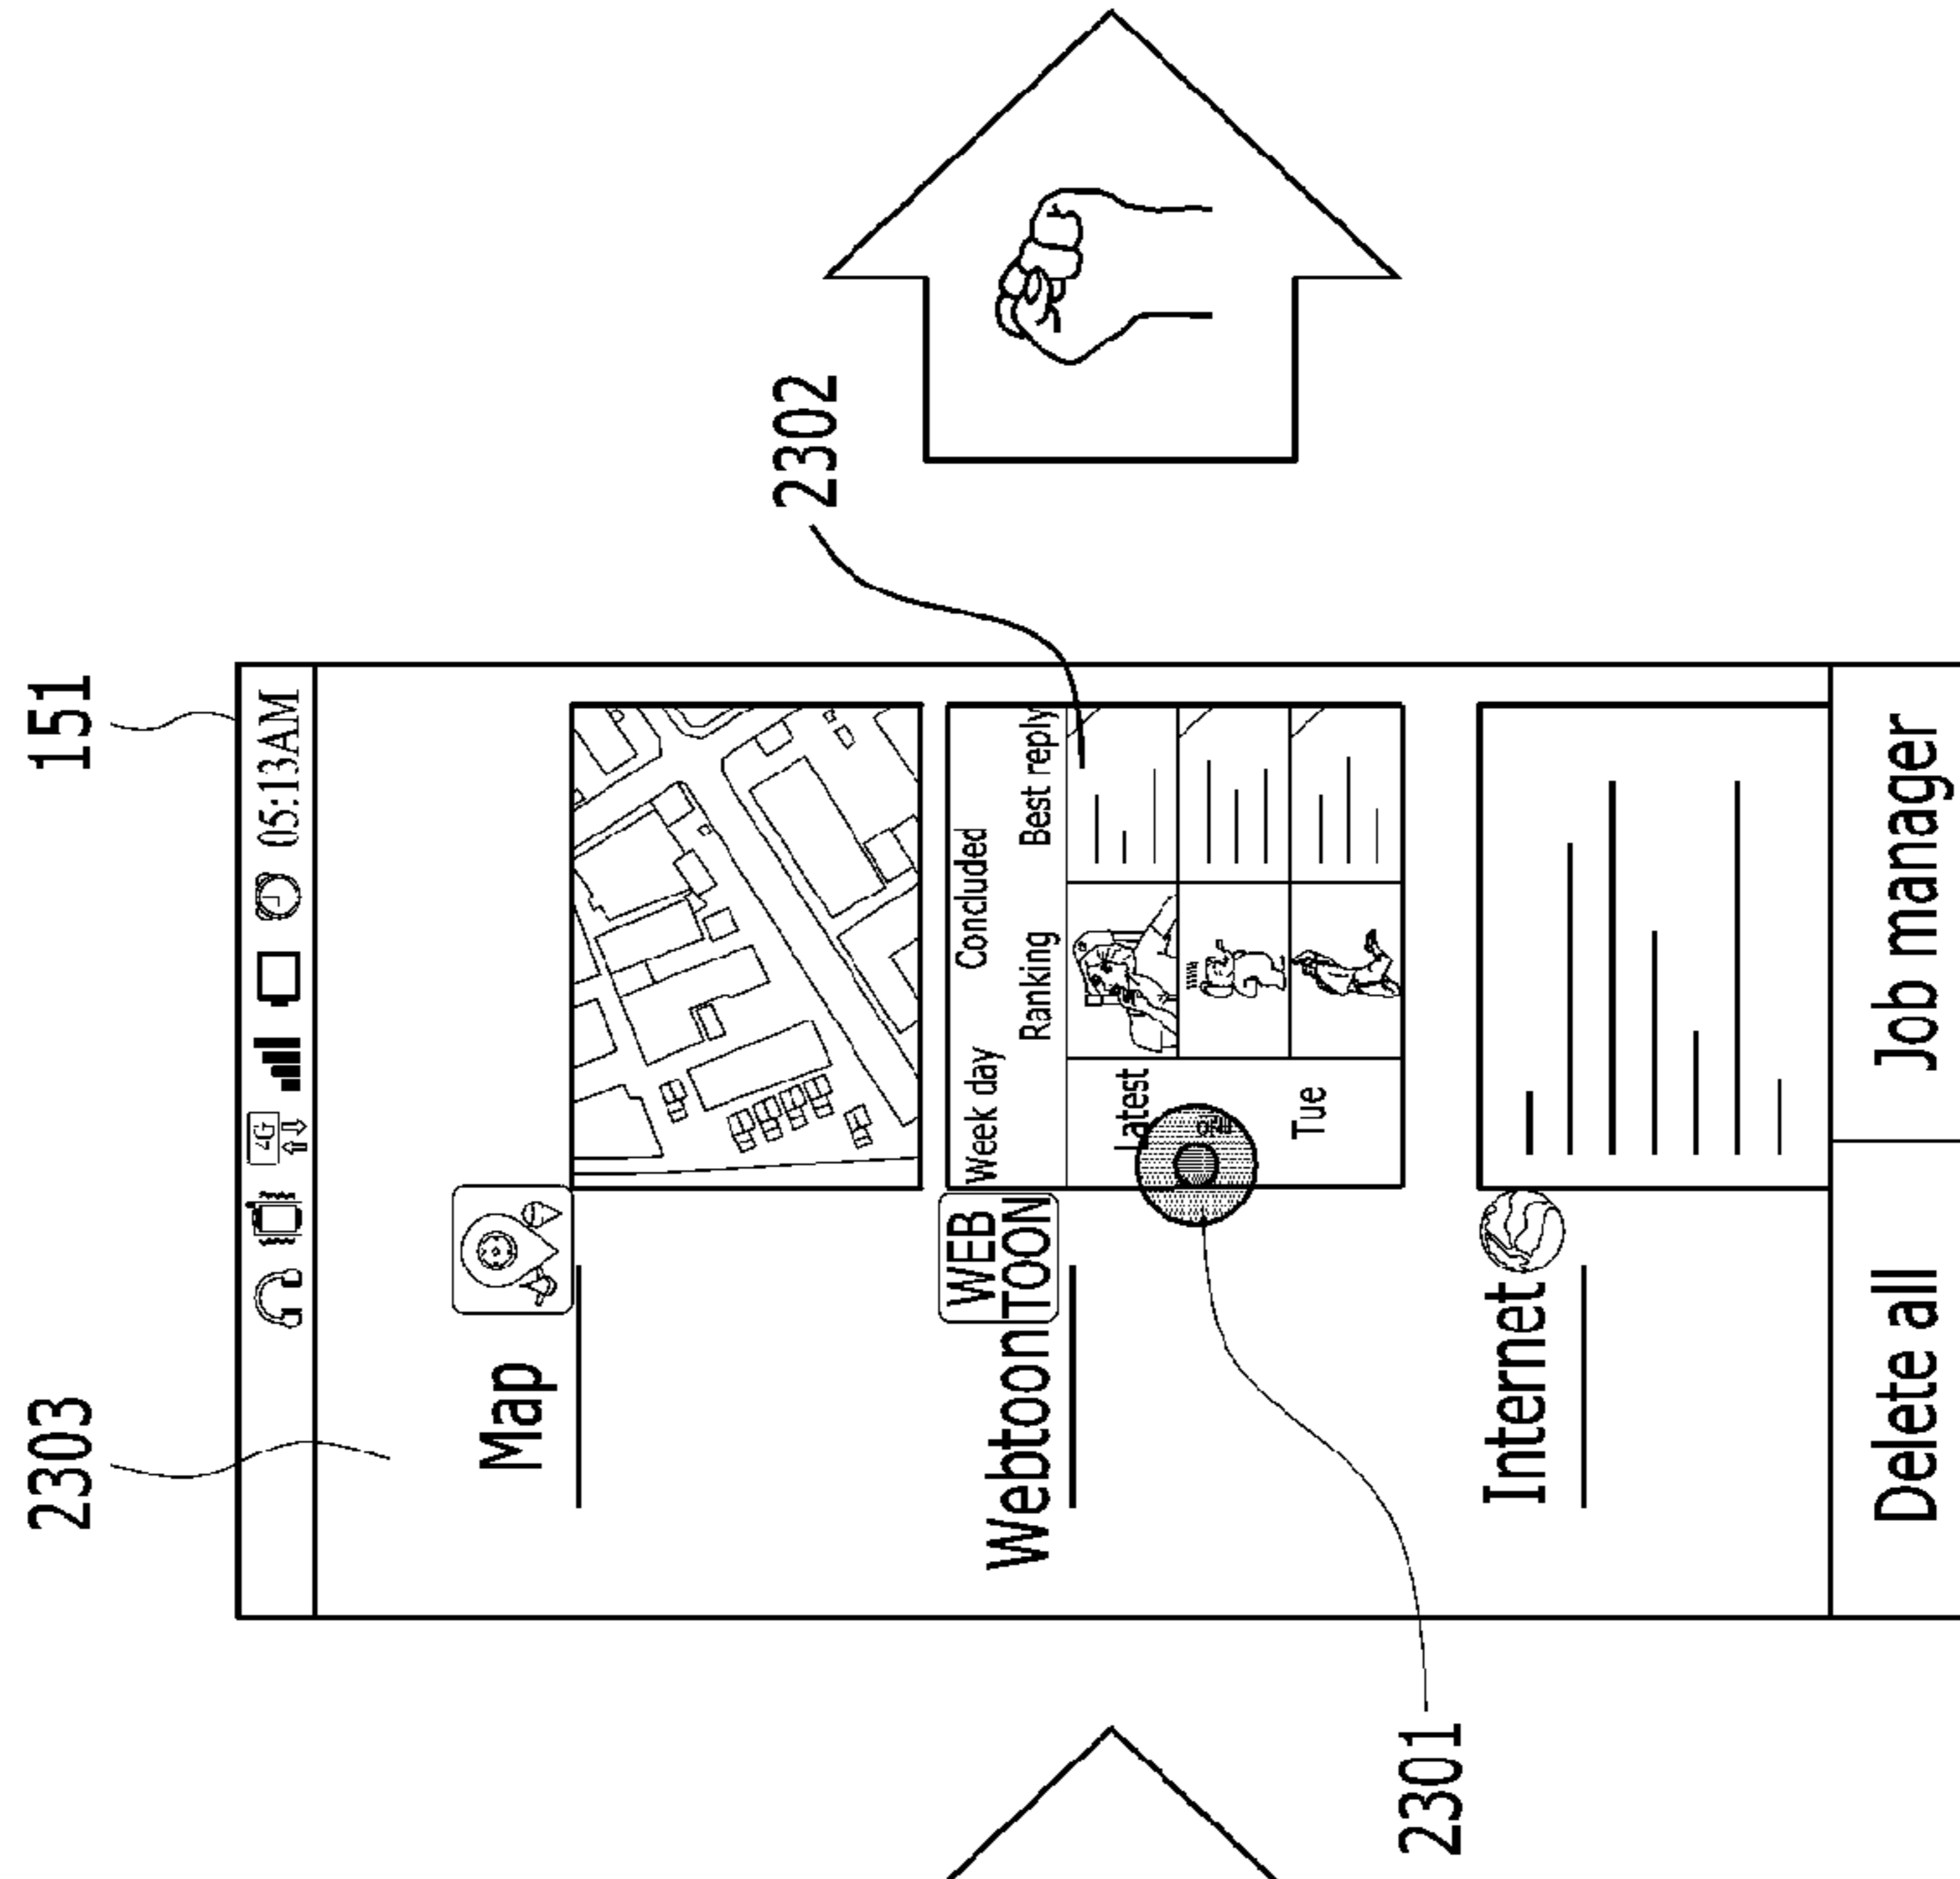 2303
151
4G 05:13AM
Map
2302
WEB
TOON
Webtoon
Week day Concluded
Ranking Best reply
Latest
Tue
2301
Internet
Delete all
Job manager